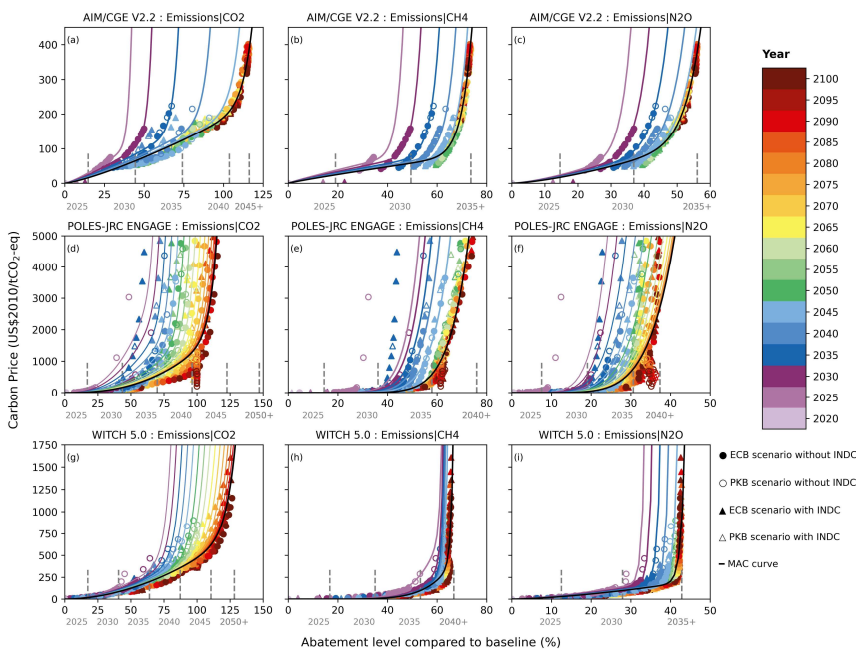 AIM/CGE V2.2 : Emissions|CO2
AIM/CGE V2.2 : Emissions|CH4
AIM/CGE V2.2 : Emissions|N2O
(a)
(b)
(c)
400
300
200
100
0
0 25 50 75 100 125
0 20 40 60 80
0 10 20 30 40 50 60
2025 2030 2035 2040 2045+
2025 2030 2035+
2025 2030 2035+
POLES-JRC ENGAGE : Emissions|CO2
POLES-JRC ENGAGE : Emissions|CH4
POLES-JRC ENGAGE : Emissions|N2O
(d)
(e)
(f)
5000
4000
3000
2000
1000
0
0 25 50 75 100 125 150
0 20 40 60 80
0 10 20 30 40 50
2025 2030 2035 2040 2045 2050+
2025 2035 2040+
2025 2030 2035 2040+
WITCH 5.0 : Emissions|CO2
WITCH 5.0 : Emissions|CH4
WITCH 5.0 : Emissions|N2O
(g)
(h)
(i)
1750
1500
1250
1000
750
500
250
0
0 25 50 75 100 125 150
0 20 40 60 80
0 10 20 30 40 50
2025 2030 2035 2040 2045 2050+
2025 2030 2035 2040+
2025 2030 2035+
Carbon Price (US$2010/tCO₂-eq)
Abatement level compared to baseline (%)
Year
2100
2095
2090
2085
2080
2075
2070
2065
2060
2055
2050
2045
2040
2035
2030
2025
2020
ECB scenario without INDC
PKB scenario without INDC
ECB scenario with INDC
PKB scenario with INDC
MAC curve